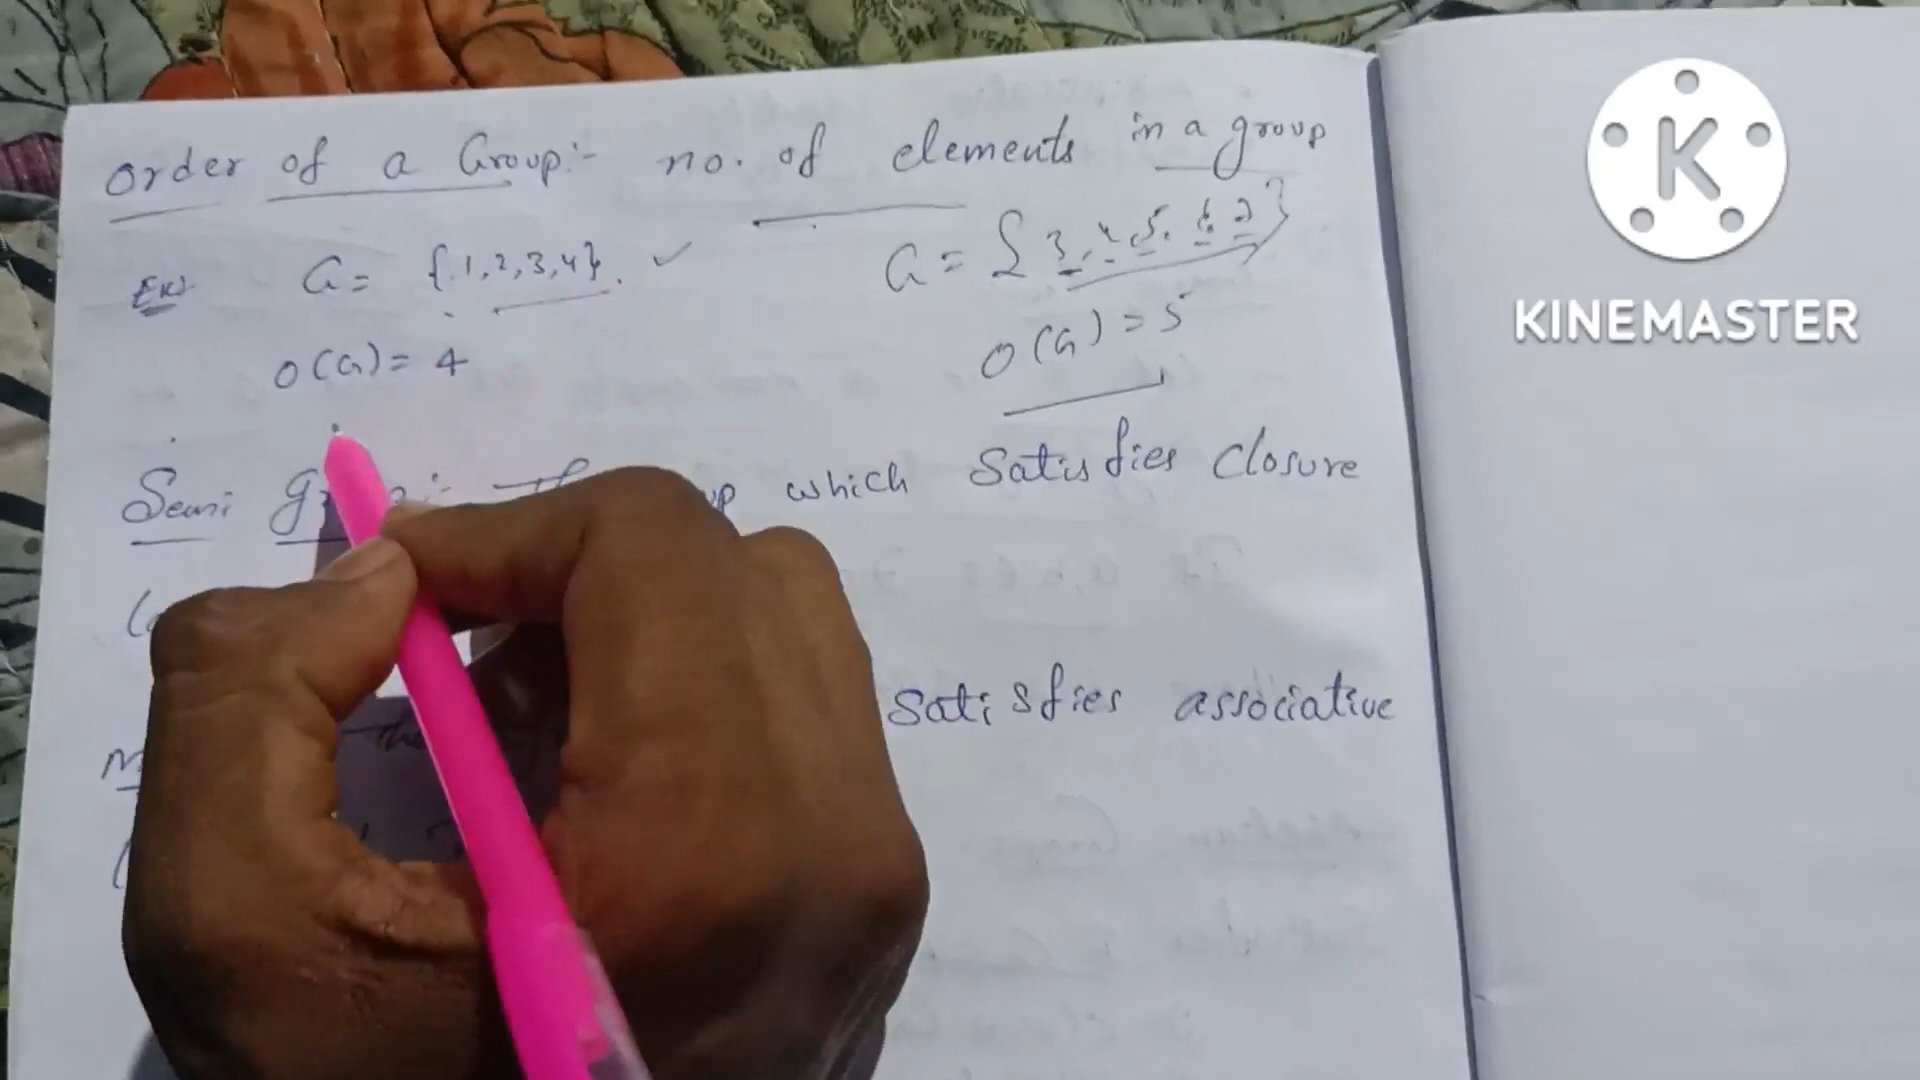 Order of a Group:- no. of elements in a group
Ex:) G = {1,2,3,4}. ✓
G = {3,4,5,6,7}
O(G) = 4
O(G) = 5
Semi which satisfies closure
satisfies associative
K
KINEMASTER